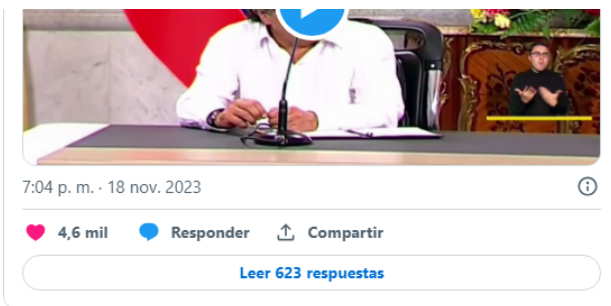 7:04 p. m. · 18 nov. 2023
4,6 mil Responder Compartir
Leer 623 respuestas